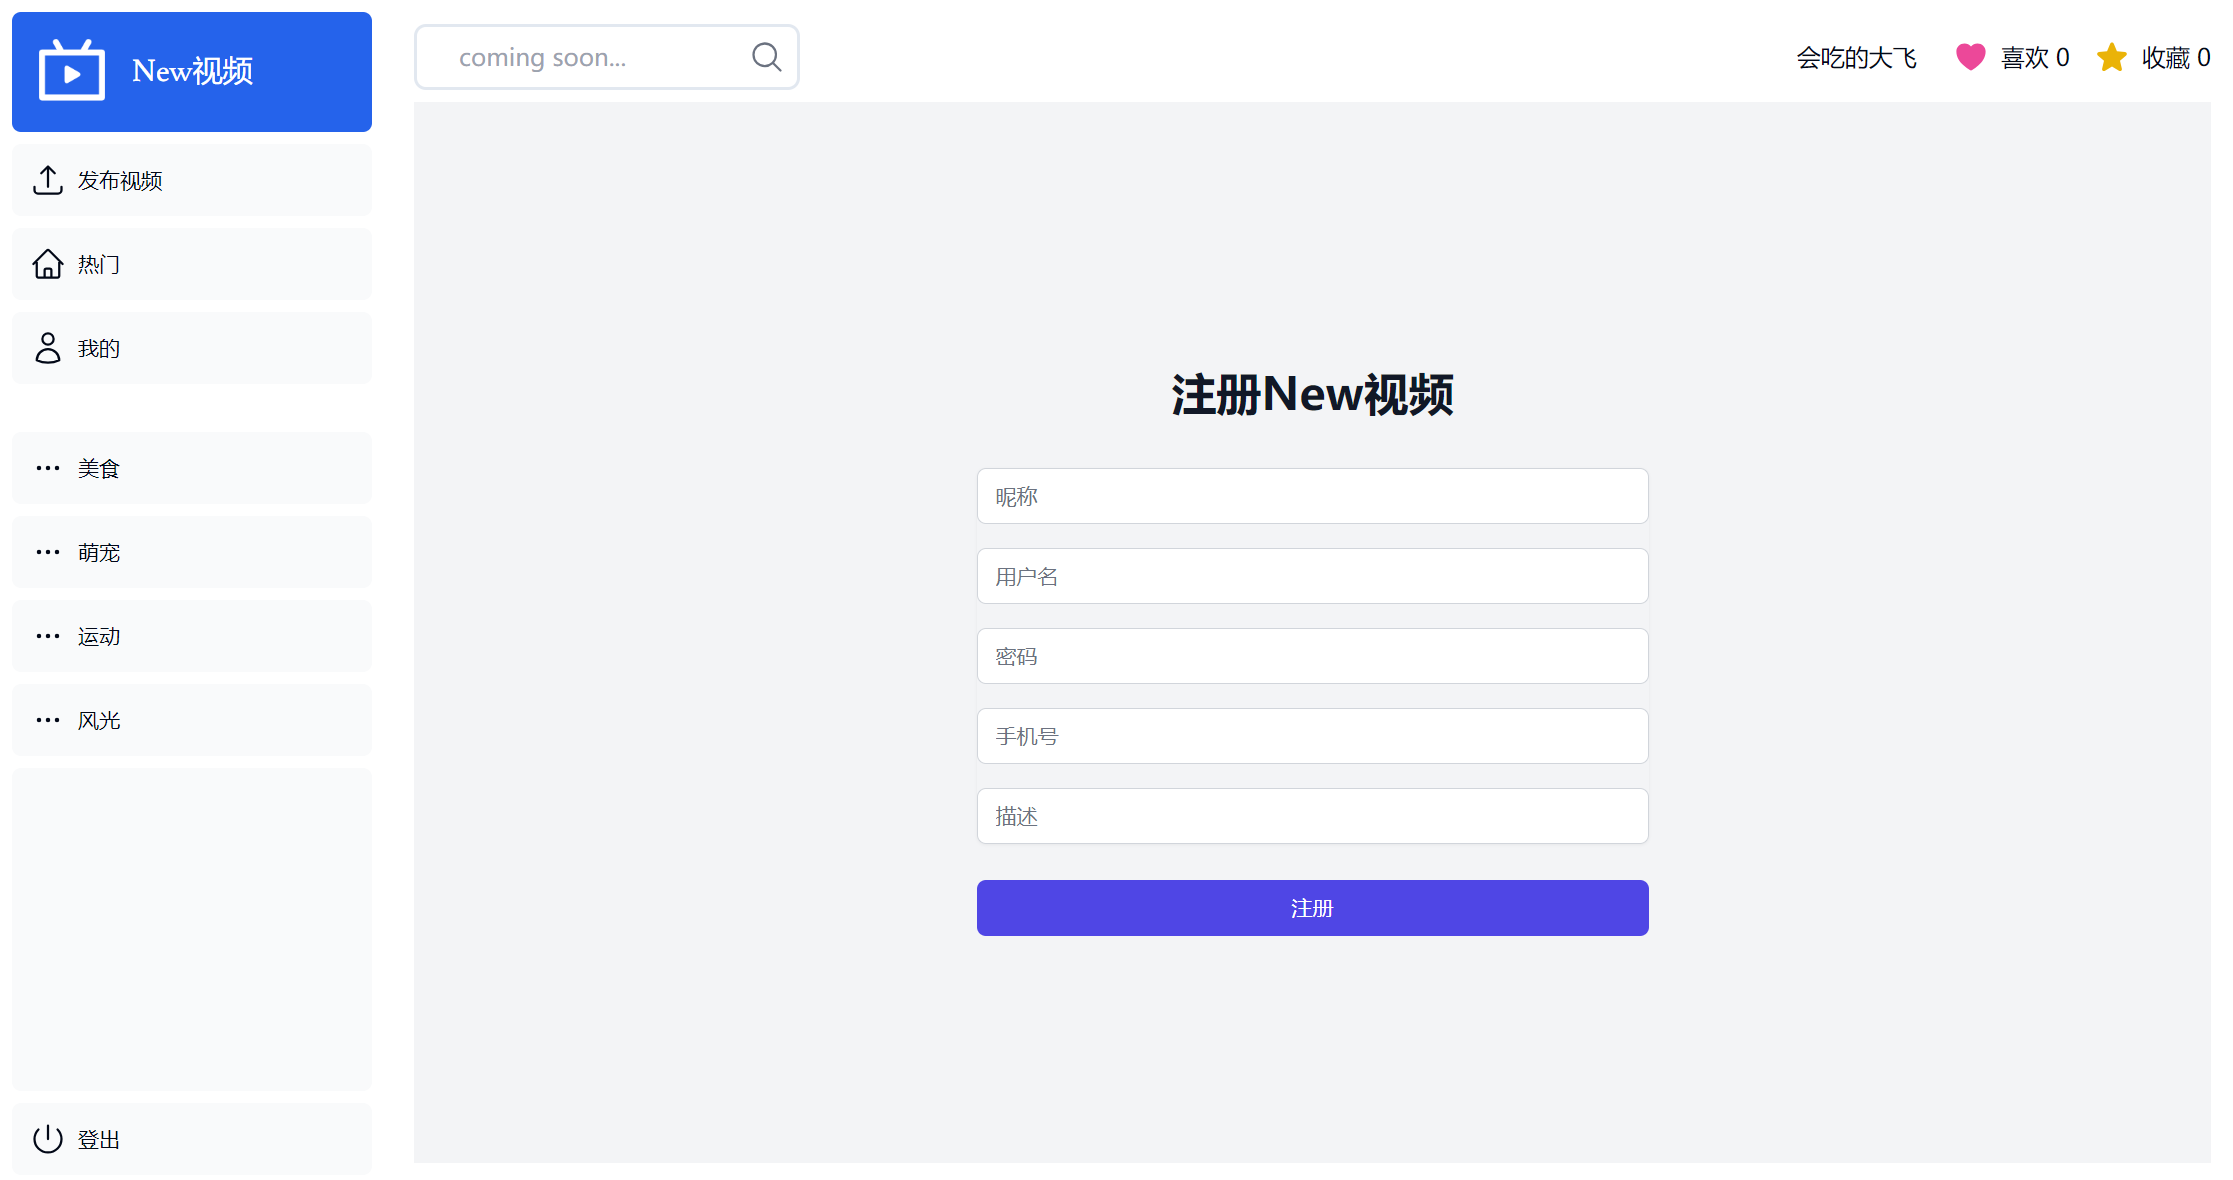 New视频
发布视频
热门
我的
美食
萌宠
运动
风光
登出
coming soon...
会吃的大飞
喜欢 0
收藏 0
注册New视频
昵称
用户名
密码
手机号
描述
注册